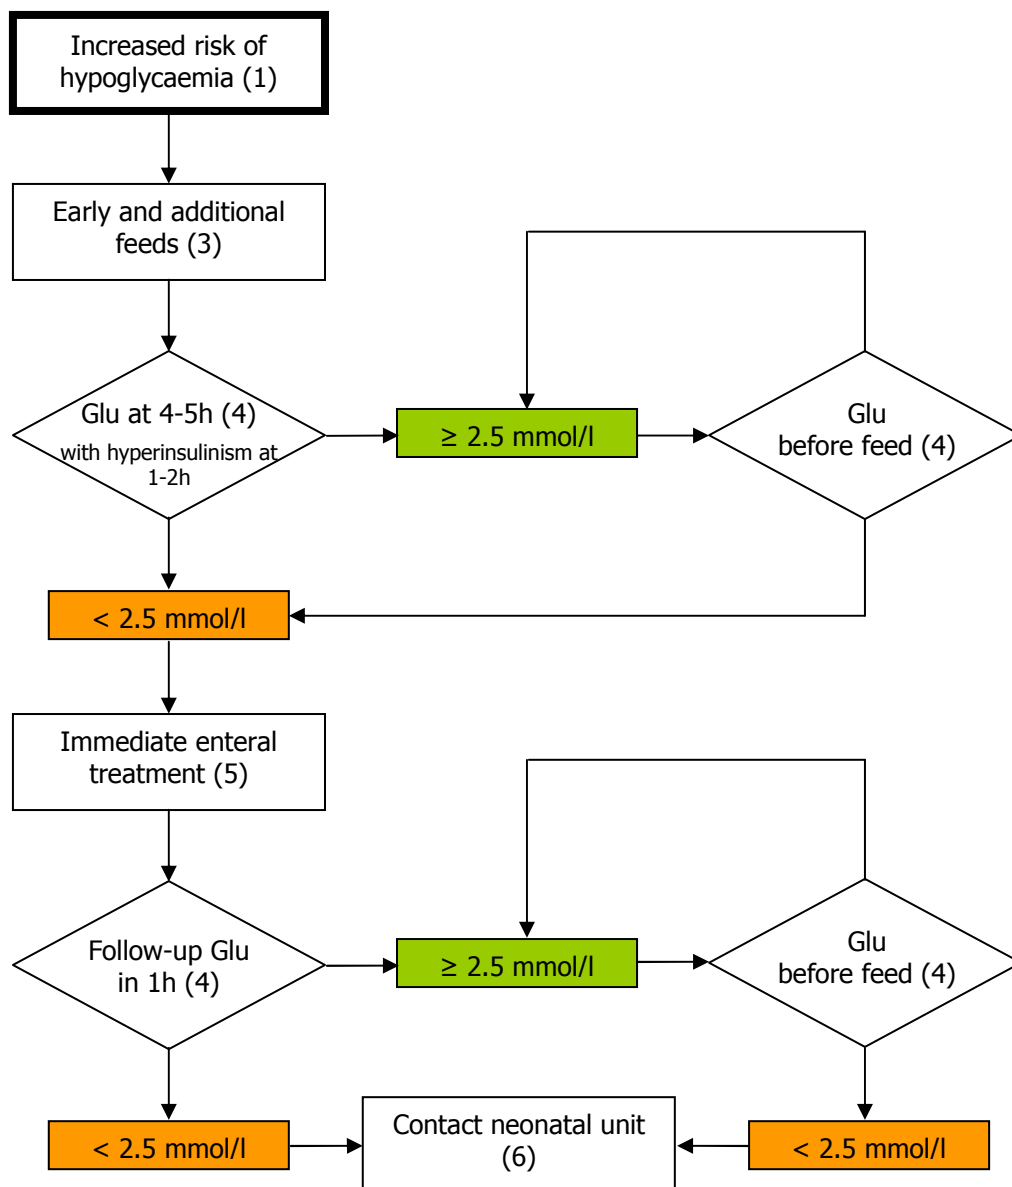 Increased risk of
hypoglycaemia (1)
Early and additional
feeds (3)
Glu at 4-5h (4)
with hyperinsulinism at
1-2h
≥ 2.5 mmol/l
Glu
before feed (4)
< 2.5 mmol/l
Immediate enteral
treatment (5)
Follow-up Glu
in 1h (4)
≥ 2.5 mmol/l
Glu
before feed (4)
< 2.5 mmol/l
Contact neonatal unit
(6)
< 2.5 mmol/l